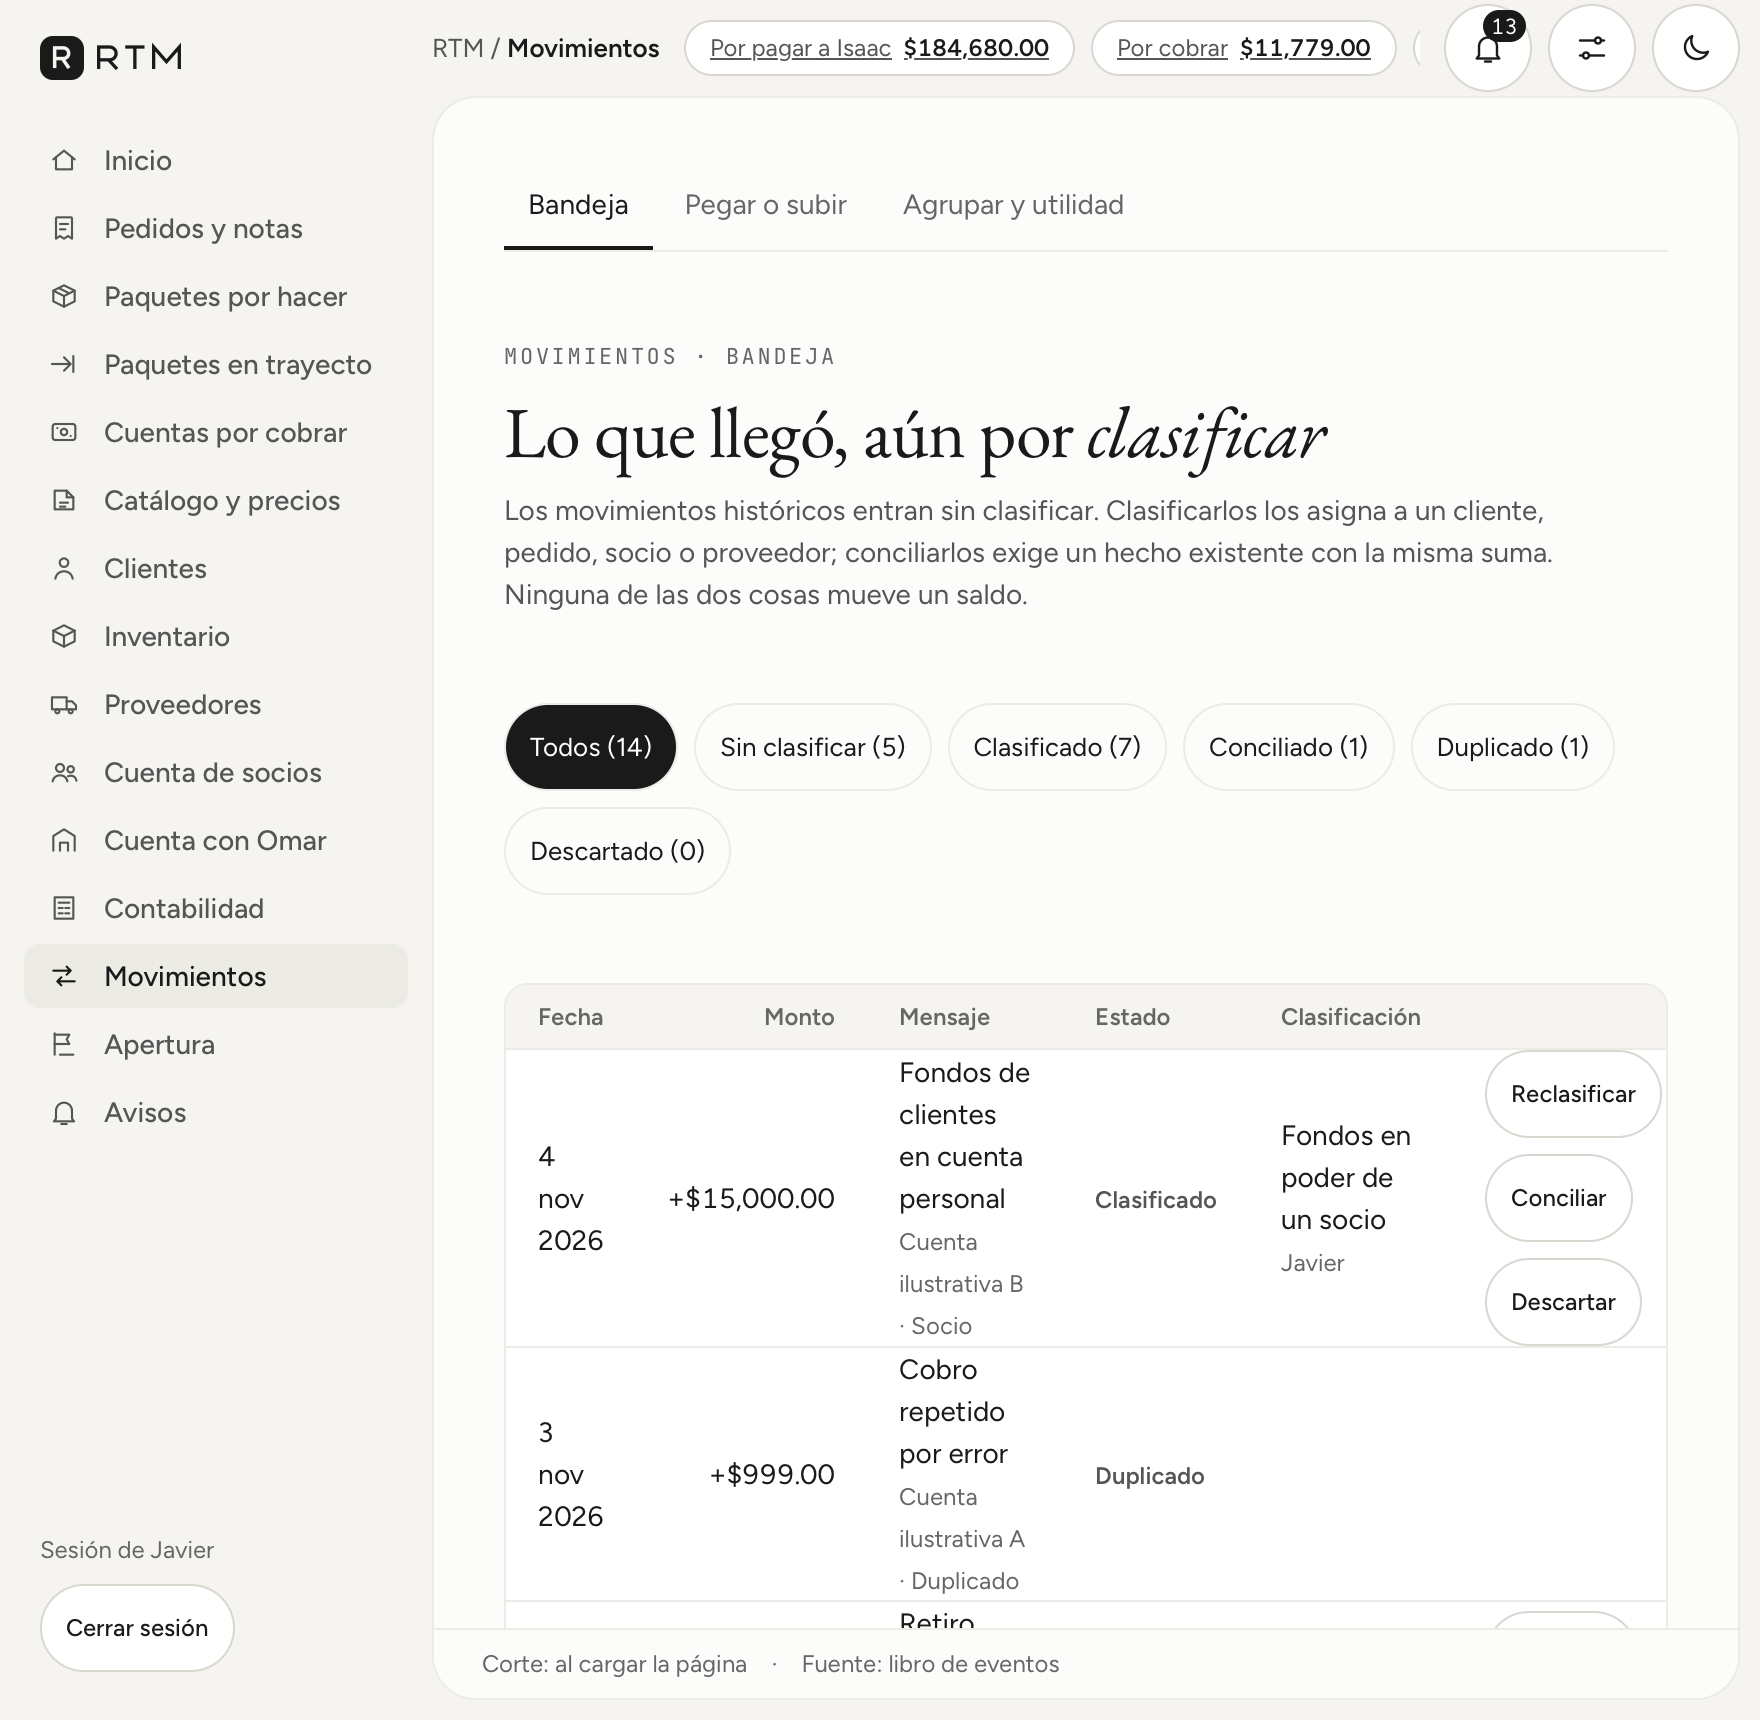 R RTM
Inicio
Pedidos y notas
Paquetes por hacer
Paquetes en trayecto
Cuentas por cobrar
Catálogo y precios
Clientes
Inventario
Proveedores
Cuenta de socios
Cuenta con Omar
Contabilidad
Movimientos
Apertura
Avisos
Sesión de Javier
Cerrar sesión
RTM / Movimientos
Por pagar a Isaac $184,680.00
Por cobrar $11,779.00
13
Bandeja
Pegar o subir
Agrupar y utilidad
MOVIMIENTOS · BANDEJA
Lo que llegó, aún por clasificar
Los movimientos históricos entran sin clasificar. Clasificarlos los asigna a un cliente,
pedido, socio o proveedor; conciliarlos exige un hecho existente con la misma suma.
Ninguna de las dos cosas mueve un saldo.
Todos (14)
Sin clasificar (5)
Clasificado (7)
Conciliado (1)
Duplicado (1)
Descartado (0)
Fecha
Monto
Mensaje
Estado
Clasificación
4
nov
2026
+$15,000.00
Fondos de
clientes
en cuenta
personal
Cuenta
ilustrativa B
· Socio
Clasificado
Fondos en
poder de
un socio
Javier
Reclasificar
Conciliar
Descartar
3
nov
2026
+$999.00
Cobro
repetido
por error
Cuenta
ilustrativa A
· Duplicado
Duplicado
Retiro
Corte: al cargar la página · Fuente: libro de eventos